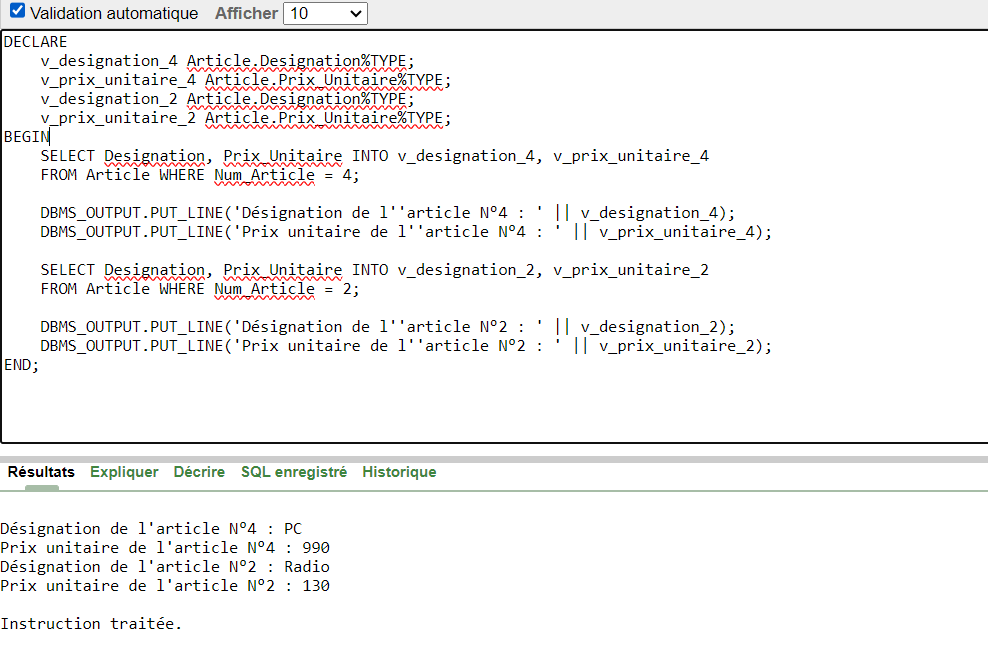 Validation automatique Afficher 10
DECLARE
    v_designation_4 Article.Designation%TYPE;
    v_prix_unitaire_4 Article.Prix_Unitaire%TYPE;
    v_designation_2 Article.Designation%TYPE;
    v_prix_unitaire_2 Article.Prix_Unitaire%TYPE;
BEGIN
    SELECT Designation, Prix_Unitaire INTO v_designation_4, v_prix_unitaire_4
    FROM Article WHERE Num_Article = 4;
    DBMS_OUTPUT.PUT_LINE('Désignation de l''article N°4 : ' || v_designation_4);
    DBMS_OUTPUT.PUT_LINE('Prix unitaire de l''article N°4 : ' || v_prix_unitaire_4);
    SELECT Designation, Prix_Unitaire INTO v_designation_2, v_prix_unitaire_2
    FROM Article WHERE Num_Article = 2;
    DBMS_OUTPUT.PUT_LINE('Désignation de l''article N°2 : ' || v_designation_2);
    DBMS_OUTPUT.PUT_LINE('Prix unitaire de l''article N°2 : ' || v_prix_unitaire_2);
END;
Résultats Expliquer Décrire SQL enregistré Historique
Désignation de l'article N°4 : PC
Prix unitaire de l'article N°4 : 990
Désignation de l'article N°2 : Radio
Prix unitaire de l'article N°2 : 130
Instruction traitée.